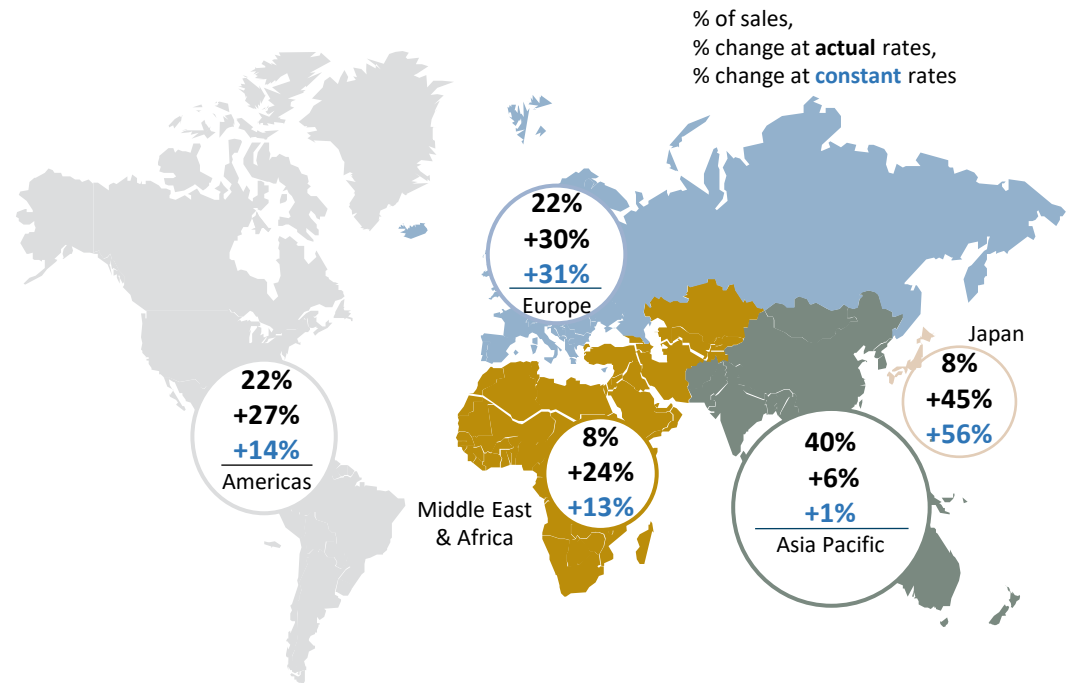 % of sales,
% change at actual rates,
% change at constant rates
22%
+30%
+31%
Europe
Japan
8%
+45%
+56%
22%
+27%
+14%
Americas
8%
+24%
+13%
Middle East
& Africa
40%
+6%
+1%
Asia Pacific